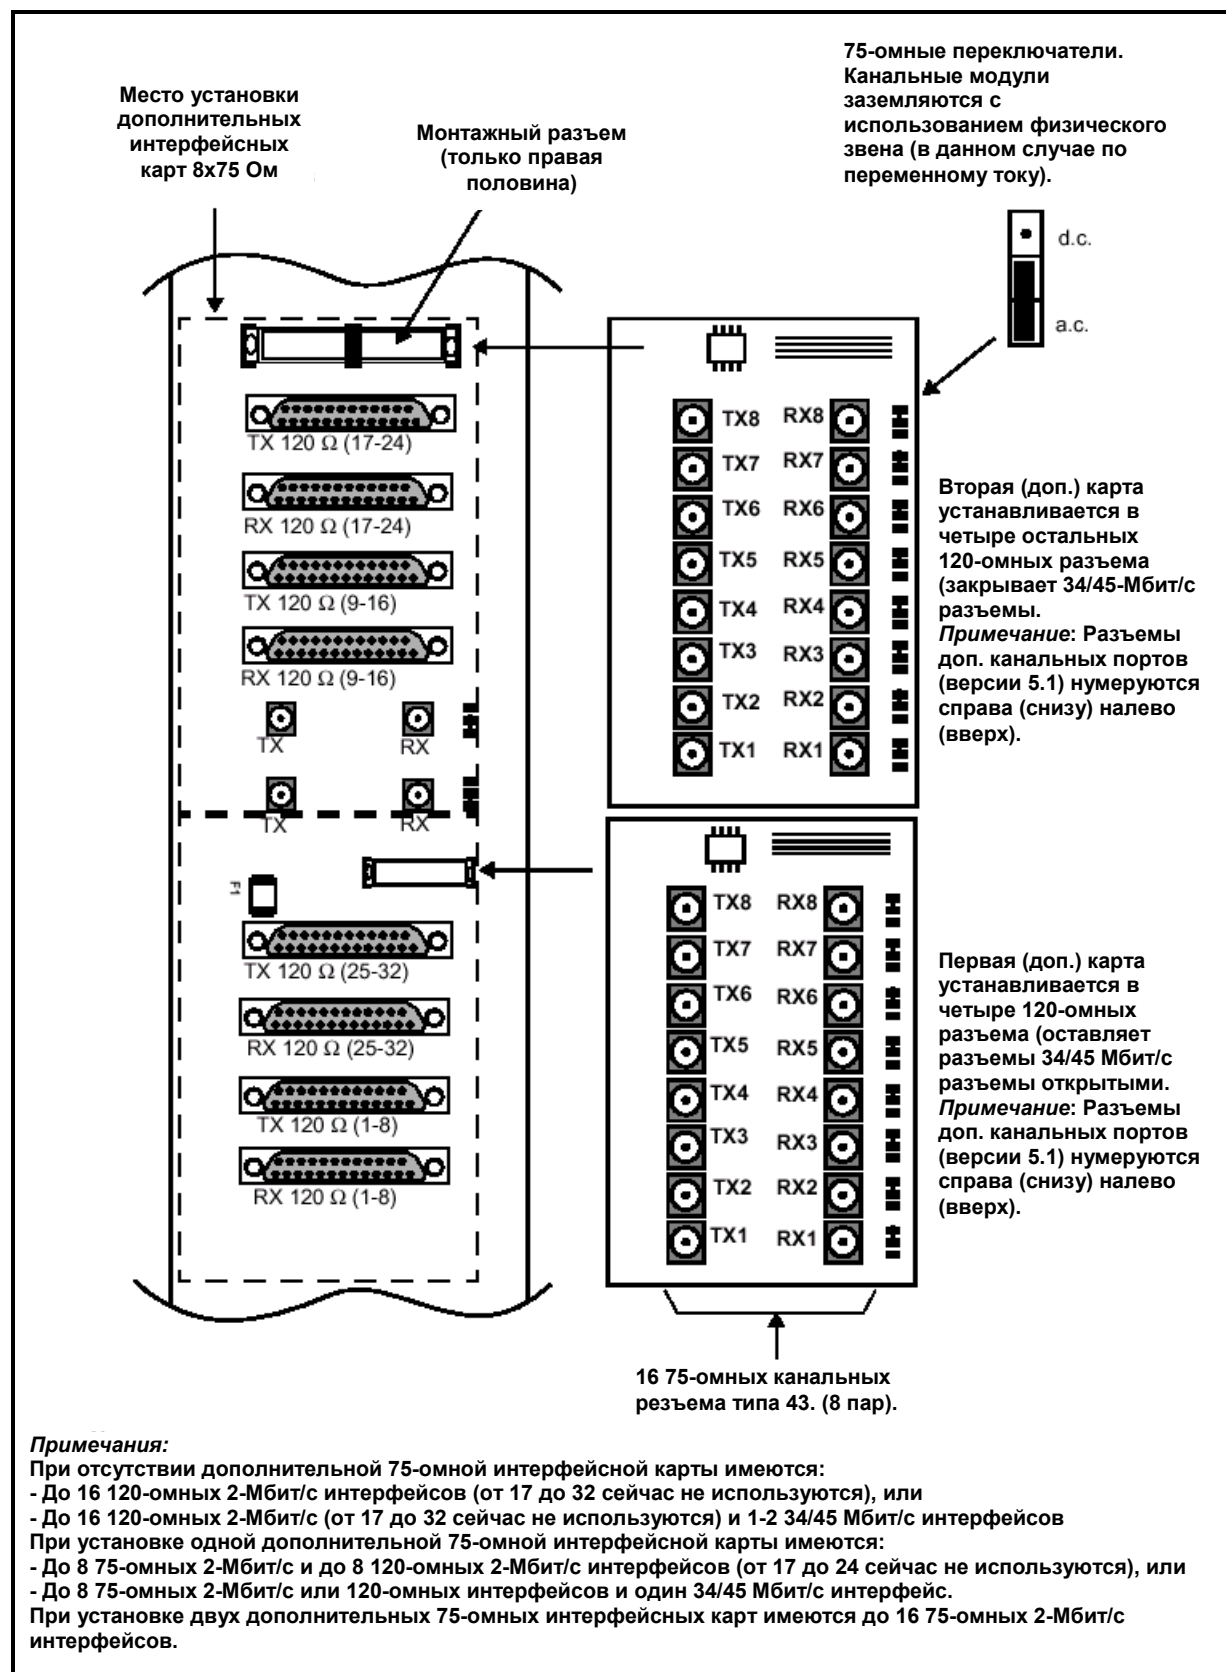 75-омные переключатели.
Канальные модули
заземляются с
использованием физического
звена (в данном случае по
переменному току).
Место установки
дополнительных
интерфейсных
карт 8x75 Ом
Монтажный разъем
(только правая
половина)
d.c.
a.c.
TX 120 Ω (17-24)
RX 120 Ω (17-24)
TX 120 Ω (9-16)
RX 120 Ω (9-16)
TX RX
TX RX
F1
TX 120 Ω (25-32)
RX 120 Ω (25-32)
TX 120 Ω (1-8)
RX 120 Ω (1-8)
TX8 RX8
TX7 RX7
TX6 RX6
TX5 RX5
TX4 RX4
TX3 RX3
TX2 RX2
TX1 RX1
Вторая (доп.) карта
устанавливается в
четыре остальных
120-омных разъема
(закрывает 34/45-Мбит/с
разъемы.
Примечание: Разъемы
доп. канальных портов
(версии 5.1) нумеруются
справа (снизу) налево
(вверх).
TX8 RX8
TX7 RX7
TX6 RX6
TX5 RX5
TX4 RX4
TX3 RX3
TX2 RX2
TX1 RX1
Первая (доп.) карта
устанавливается в
четыре 120-омных
разъема (оставляет
разъемы 34/45 Мбит/с
разъемы открытыми.
Примечание: Разъемы
доп. канальных портов
(версии 5.1) нумеруются
справа (снизу) налево
(вверх).
16 75-омных канальных
резъема типа 43. (8 пар).
Примечания:
При отсутствии дополнительной 75-омной интерфейсной карты имеются:
- До 16 120-омных 2-Мбит/с интерфейсов (от 17 до 32 сейчас не используются), или
- До 16 120-омных 2-Мбит/с (от 17 до 32 сейчас не используются) и 1-2 34/45 Мбит/с интерфейсов
При установке одной дополнительной 75-омной интерфейсной карты имеются:
- До 8 75-омных 2-Мбит/с и до 8 120-омных 2-Мбит/с интерфейсов (от 17 до 24 сейчас не используются), или
- До 8 75-омных 2-Мбит/с или 120-омных интерфейсов и один 34/45 Мбит/с интерфейс.
При установке двух дополнительных 75-омных интерфейсных карт имеются до 16 75-омных 2-Мбит/с
интерфейсов.